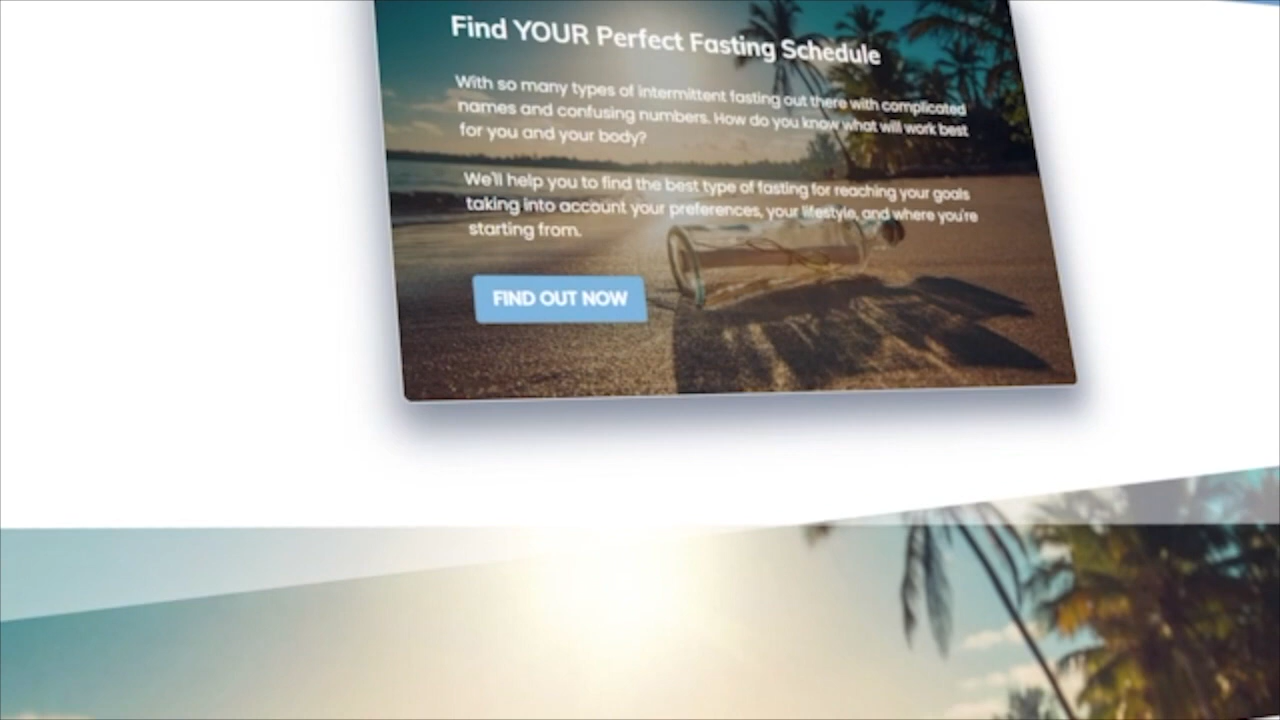 Find YOUR Perfect Fasting Schedule
With so many types of intermittent fasting out there with complicated
names and confusing numbers. How do you know what will work best
for you and your body?
We'll help you to find the best type of fasting for reaching your goals
taking into account your preferences, your lifestyle, and where you're
starting from.
FIND OUT NOW